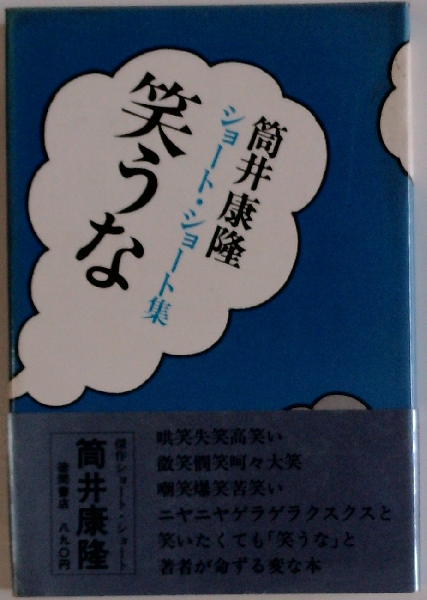 筒井康隆
ショート・ショート集
笑うな
哄笑失笑高笑い
微笑憫笑呵々大笑
嘲笑爆笑苦笑い
ニヤニヤゲラゲラクスクスと
笑いたくても「笑うな」と
著者が命ずる変な本
傑作ショート・ショート
筒井康隆
徳間書店 八九〇円